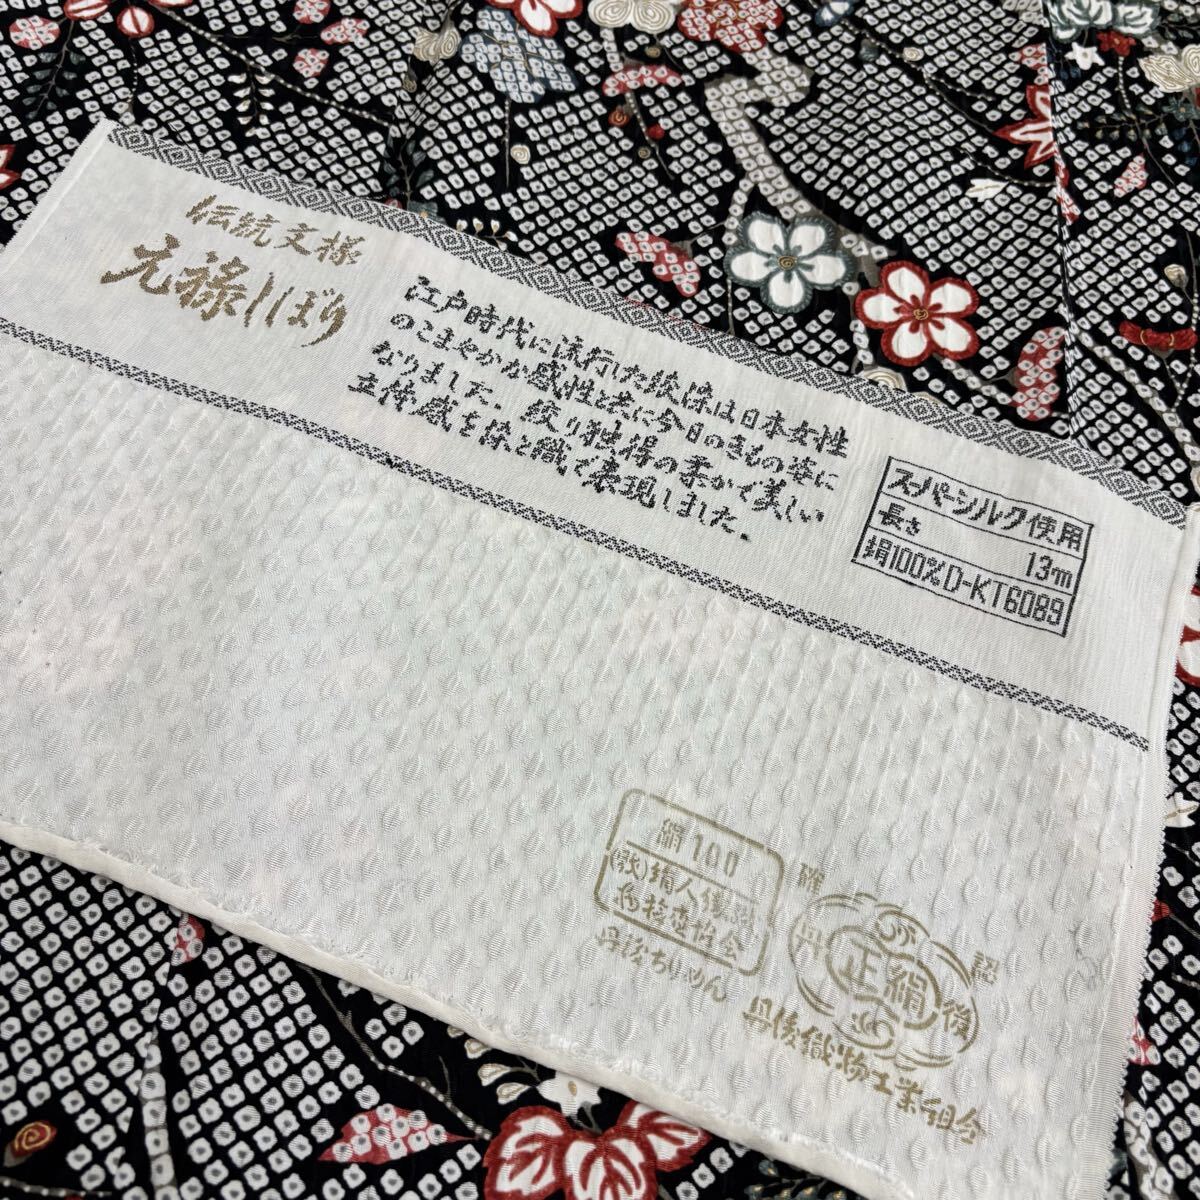 伝統文様
元禄しぼり
江戸時代に流行した絞染は日本女性
のこまやかな感性と共に今日のきもの姿に
なりました。絞り独得の柔かで美しい
立体感を染と織で表現しました。
スーパーシルク使用
長さ 13m
絹100% D-KT6089
絹100
(財)絹人繊織
物検査協会
丹後ちりめん
確認
丹後
正絹
丹後織物工業組合